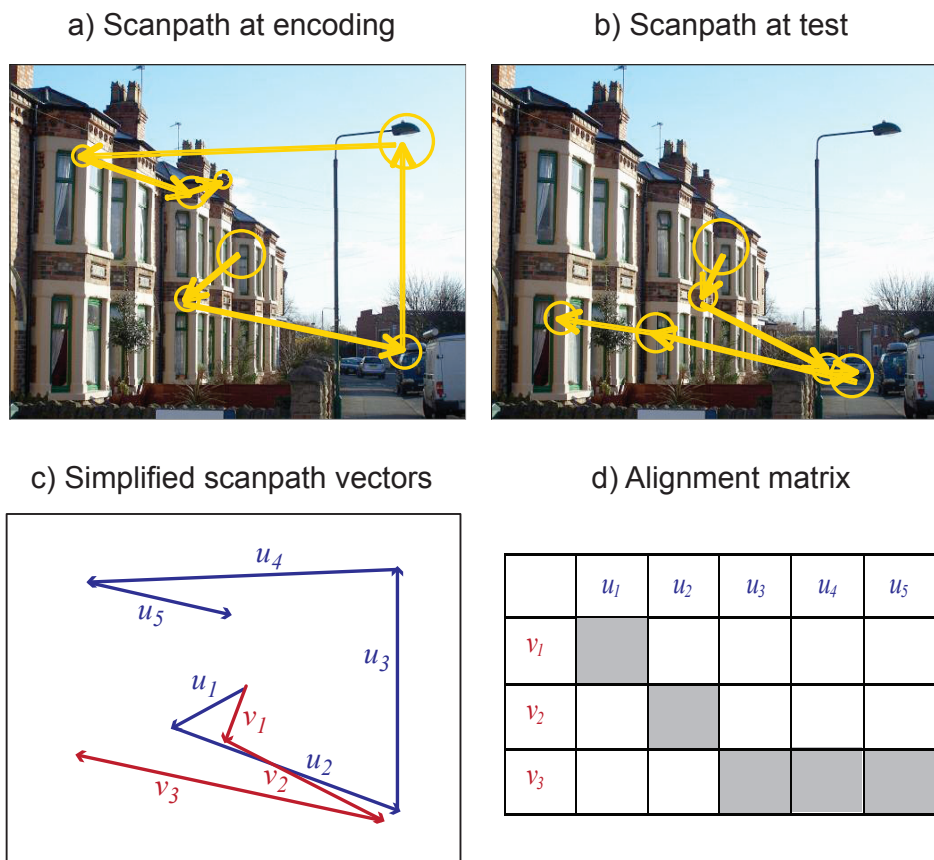 a) Scanpath at encoding
b) Scanpath at test
c) Simplified scanpath vectors
u4
u5
u3
u1
v1
u2
v2
v3
d) Alignment matrix
u1 u2 u3 u4 u5
v1
v2
v3